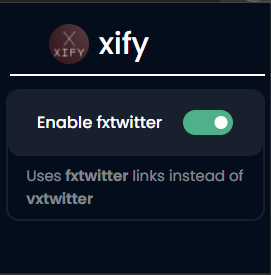 X
XIFY
xify
Enable fxtwitter
Uses fxtwitter links instead of
vxtwitter